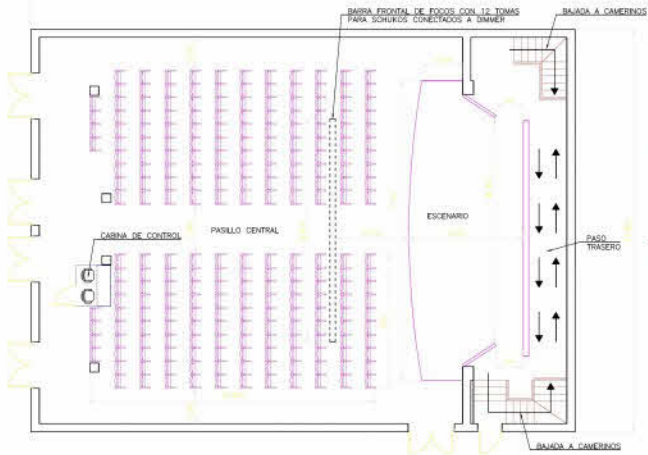 BARRA FRONTAL DE FOCOS CON 12 TOMAS
PARA SCHUKOS CONECTADOS A DIMMER
BAJADA A CAMERINOS
ESCENARIO
PASILLO CENTRAL
CABINA DE CONTROL
PASO
TRASERO
BAJADA A CAMERINOS